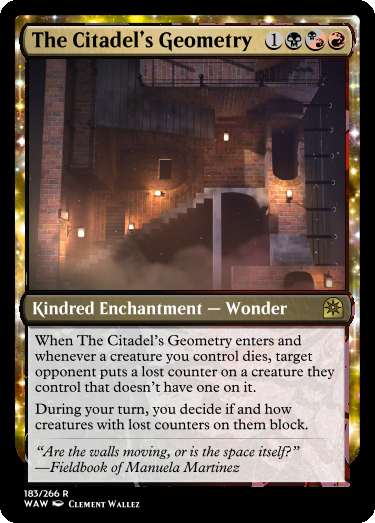 The Citadel's Geometry 1
Kindred Enchantment — Wonder
When The Citadel's Geometry enters and
whenever a creature you control dies, target
opponent puts a lost counter on a creature they
control that doesn't have one on it.
During your turn, you decide if and how
creatures with lost counters on them block.
"Are the walls moving, or is the space itself?"
—Fieldbook of Manuela Martinez
183/266 R
WAW CLEMENT WALLEZ